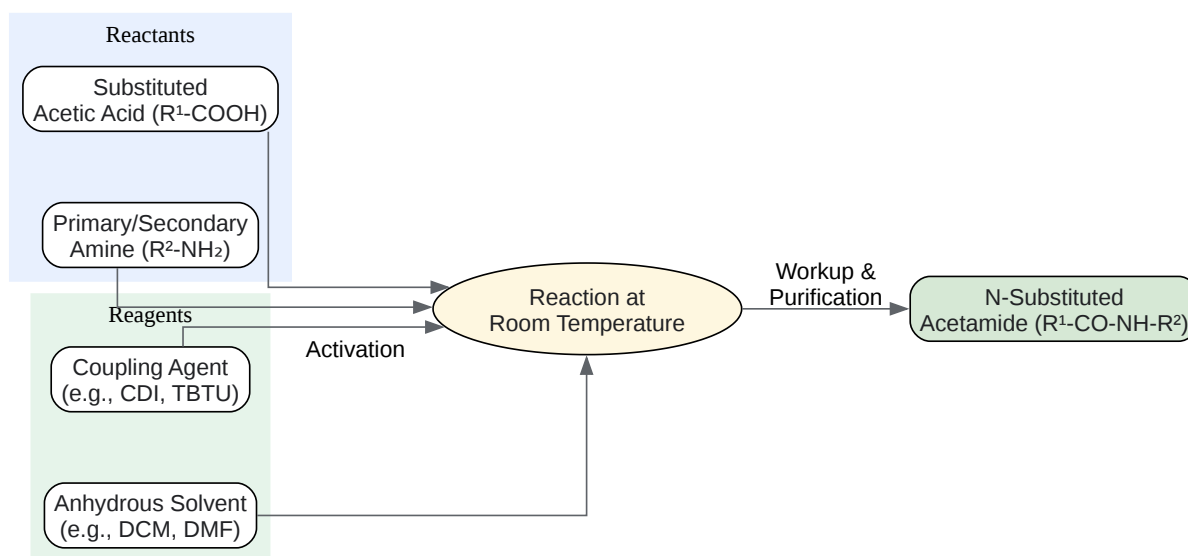 Reactants
Substituted
Acetic Acid (R¹-COOH)
Primary/Secondary
Amine (R²-NH₂)
Reagents
Coupling Agent
(e.g., CDI, TBTU)
Anhydrous Solvent
(e.g., DCM, DMF)
Activation
Reaction at
Room Temperature
Workup &
Purification
N-Substituted
Acetamide (R¹-CO-NH-R²)